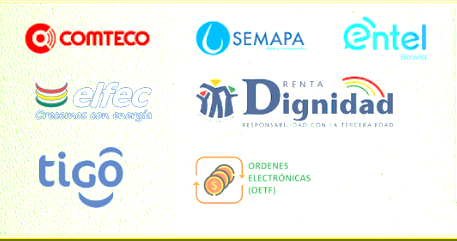 COMTECO
SEMAPA
entel
Bolivia
elfec
Crecemos con energía
RENTA
Dignidad
RESPONSABILIDAD CON LA TERCERA EDAD
tigo
ORDENES
ELECTRÓNICAS
(OETF)